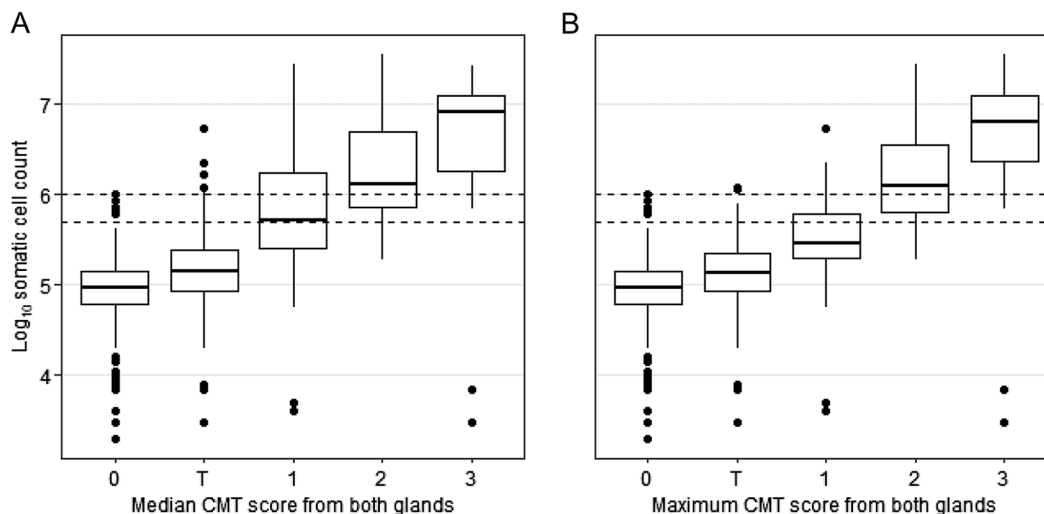 A
B
Log₁₀ somatic cell count
7
6
5
4
0 T 1 2 3
0 T 1 2 3
Median CMT score from both glands
Maximum CMT score from both glands